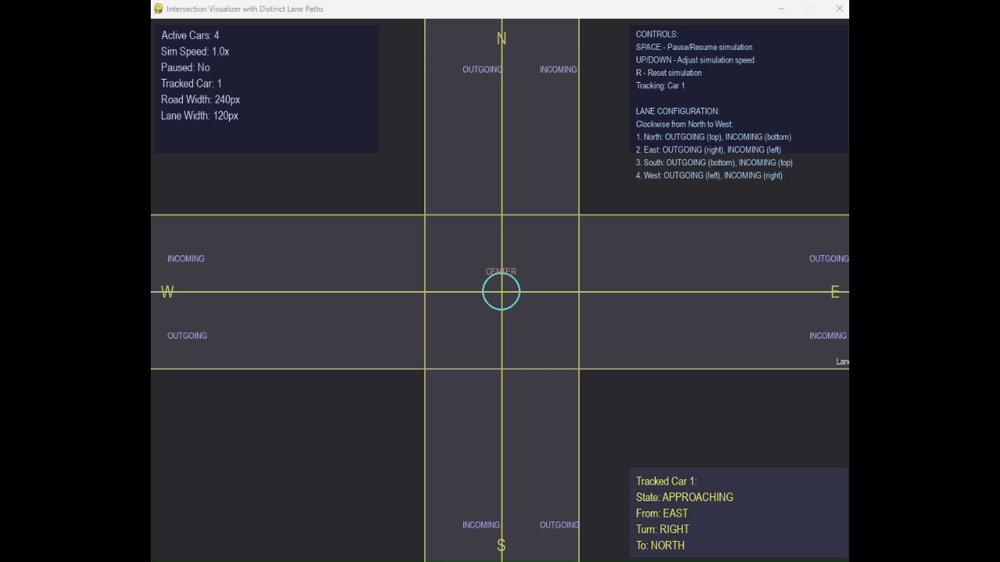 Intersection Visualizer with Distinct Lane Paths
Active Cars: 4
Sim Speed: 1.0x
Paused: No
Tracked Car: 1
Road Width: 240px
Lane Width: 120px
N
OUTGOING
INCOMING
CONTROLS:
SPACE - Pause/Resume simulation
UP/DOWN - Adjust simulation speed
R - Reset simulation
Tracking: Car 1
LANE CONFIGURATION:
Clockwise from North to West:
1. North: OUTGOING (top), INCOMING (bottom)
2. East: OUTGOING (right), INCOMING (left)
3. South: OUTGOING (bottom), INCOMING (top)
4. West: OUTGOING (left), INCOMING (right)
INCOMING
OUTGOING
CENTER
W
E
OUTGOING
INCOMING
Lane
INCOMING
OUTGOING
S
Tracked Car 1:
State: APPROACHING
From: EAST
Turn: RIGHT
To: NORTH